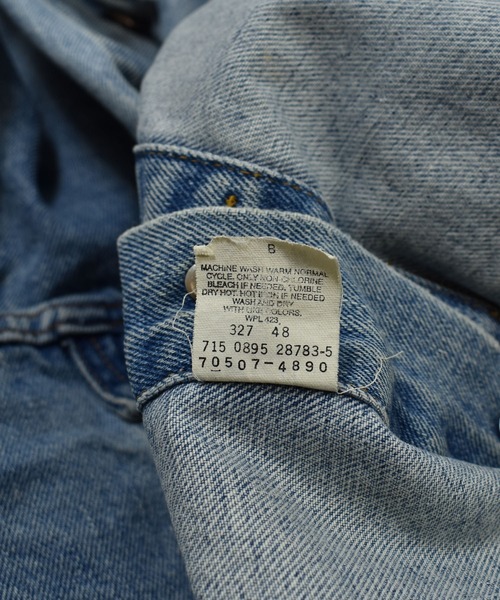 6
MACHINE WASH WARM NORMAL
CYCLE. ONLY NON-CHLORINE
BLEACH IF NEEDED. TUMBLE
DRY HOT. HOT IRON IF NEEDED
WASH AND DRY
WITH LIKE COLORS.
WPL 423
327 48
715 0895 28783-5
70507-4890